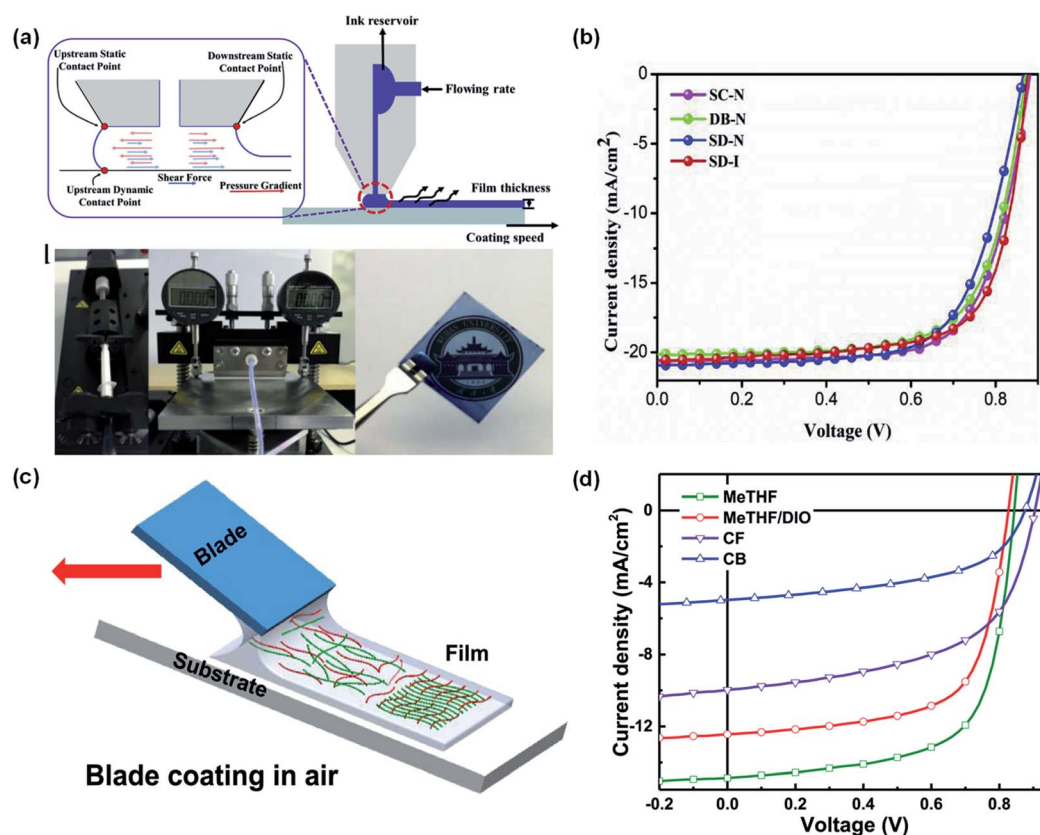 (a)
Ink reservoir
Upstream Static
Contact Point
Downstream Static
Contact Point
Flowing rate
Shear Force
Pressure Gradient
Upstream Dynamic
Contact Point
Film thickness
Coating speed
(b)
SC-N
DB-N
SD-N
SD-I
Current density (mA/cm²)
0
-5
-10
-15
-20
0.0
0.2
0.4
0.6
0.8
Voltage (V)
(c)
Blade
Substrate
Film
Blade coating in air
(d)
MeTHF
MeTHF/DIO
CF
CB
Current density (mA/cm²)
0
-4
-8
-12
-0.2
0.0
0.2
0.4
0.6
0.8
Voltage (V)